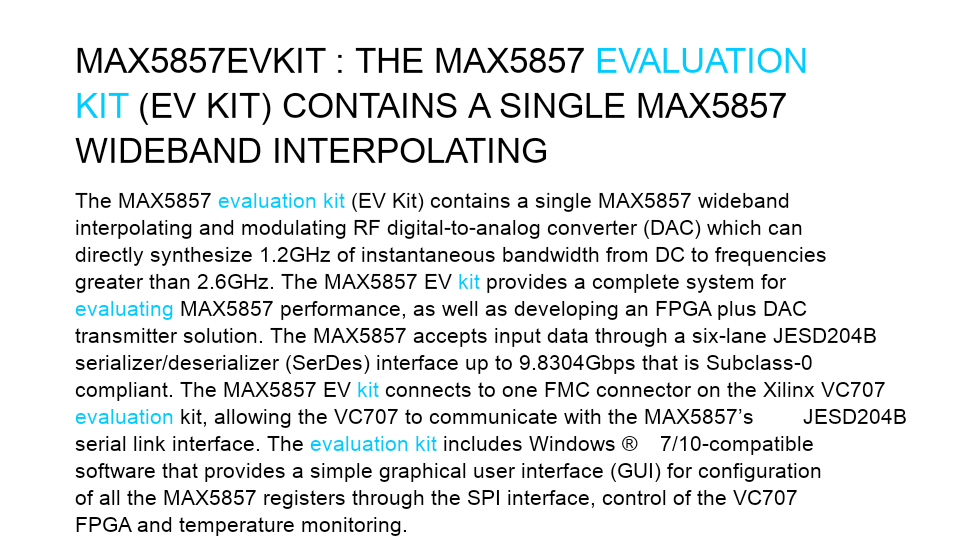 MAX5857EVKIT : THE MAX5857 EVALUATION
KIT (EV KIT) CONTAINS A SINGLE MAX5857
WIDEBAND INTERPOLATING
The MAX5857 evaluation kit (EV Kit) contains a single MAX5857 wideband
interpolating and modulating RF digital-to-analog converter (DAC) which can
directly synthesize 1.2GHz of instantaneous bandwidth from DC to frequencies
greater than 2.6GHz. The MAX5857 EV kit provides a complete system for
evaluating MAX5857 performance, as well as developing an FPGA plus DAC
transmitter solution. The MAX5857 accepts input data through a six-lane JESD204B
serializer/deserializer (SerDes) interface up to 9.8304Gbps that is Subclass-0
compliant. The MAX5857 EV kit connects to one FMC connector on the Xilinx VC707
evaluation kit, allowing the VC707 to communicate with the MAX5857’s JESD204B
serial link interface. The evaluation kit includes Windows ® 7/10-compatible
software that provides a simple graphical user interface (GUI) for configuration
of all the MAX5857 registers through the SPI interface, control of the VC707
FPGA and temperature monitoring.